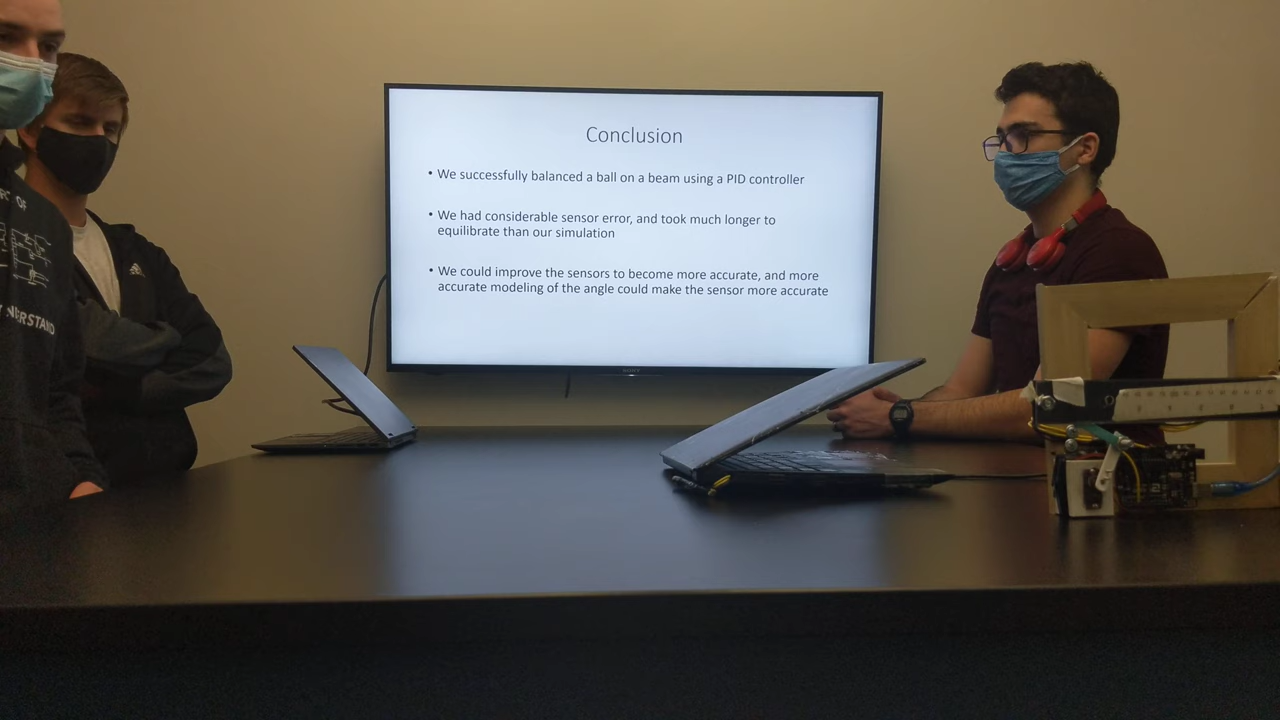 Conclusion
• We successfully balanced a ball on a beam using a PID controller
• We had considerable sensor error, and took much longer to
equilibrate than our simulation
• We could improve the sensors to become more accurate, and more
accurate modeling of the angle could make the sensor more accurate
SONY
OF